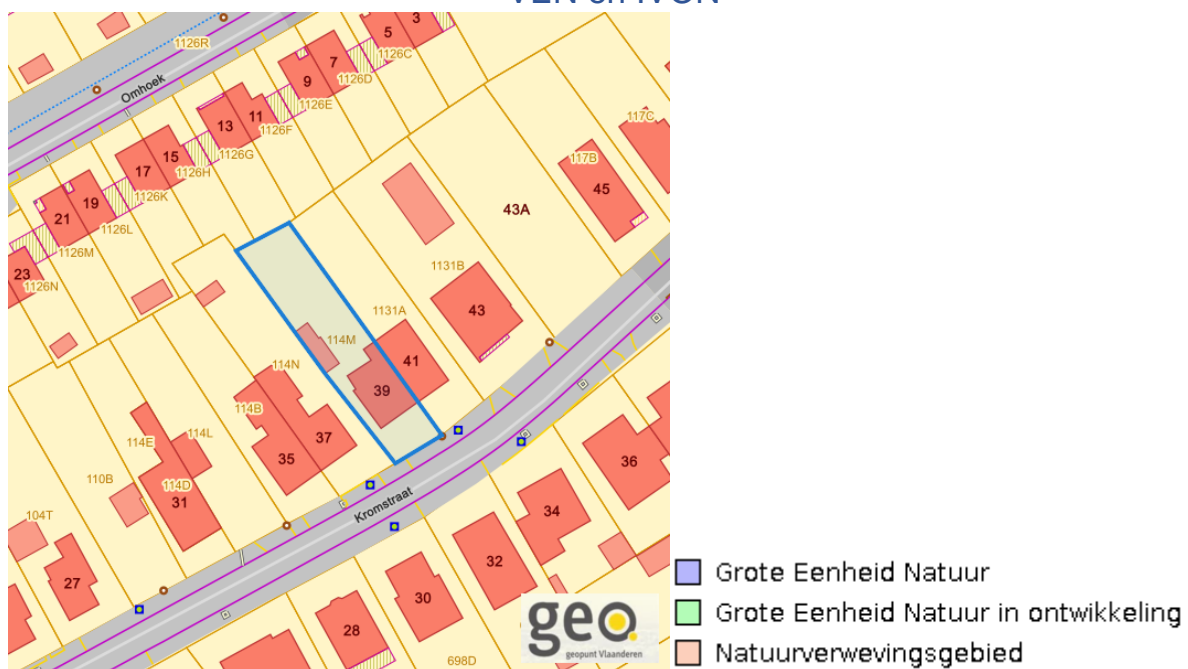 VEN en IVON
1126R
5
3
1126C
Omhoek
9
7
1126D
1126E
13
11
1126F
117C
17
15
1126G
117B
1126H
45
21
19
1126K
43A
1126L
23
1126M
1126N
1131B
1131A
43
114M
41
114N
39
114B
114E
114L
37
35
36
110B
114D
31
Kromstraat
34
104T
32
27
30
28
698D
geo
geopunt Vlaanderen
Grote Eenheid Natuur
Grote Eenheid Natuur in ontwikkeling
Natuurverwevingsgebied